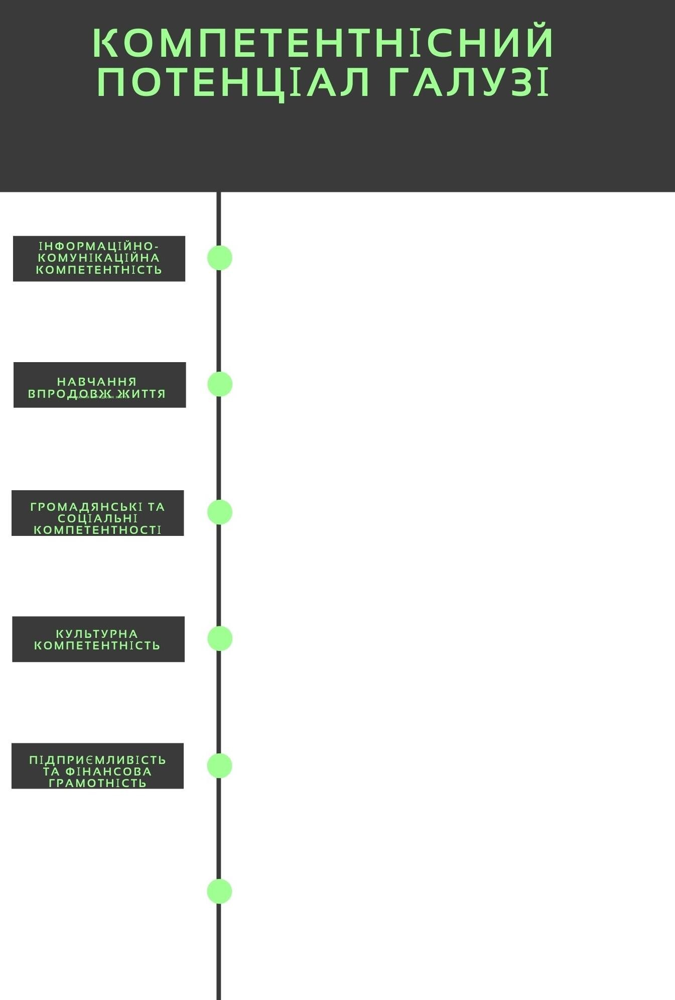 КОМПЕТЕНТНІСНИЙ
ПОТЕНЦІАЛ ГАЛУЗІ
ІНФОРМАЦІЙНО-
КОМУНІКАЦІЙНА
КОМПЕТЕНТНІСТЬ
НАВЧАННЯ
ВПРОДОВЖ ЖИТТЯ
ГРОМАДЯНСЬКІ ТА
СОЦІАЛЬНІ
КОМПЕТЕНТНОСТІ
КУЛЬТУРНА
КОМПЕТЕНТНІСТЬ
ПІДПРИЄМЛИВІСТЬ
ТА ФІНАНСОВА
ГРАМОТНІСТЬ